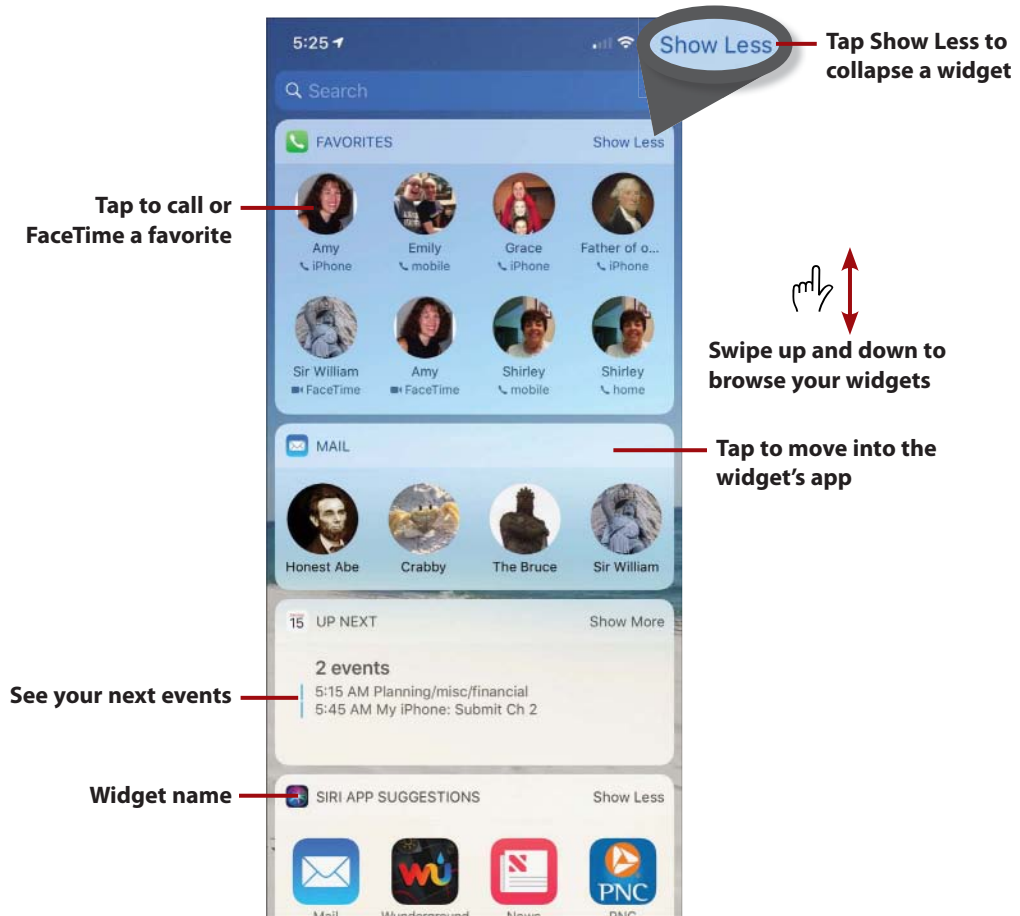 5:25
Show Less
Tap Show Less to
collapse a widget
Search
FAVORITES
Show Less
Tap to call or
FaceTime a favorite
Amy
iPhone
Emily
mobile
Grace
iPhone
Father of o...
iPhone
Swipe up and down to
browse your widgets
Sir William
FaceTime
Amy
FaceTime
Shirley
mobile
Shirley
home
MAIL
Tap to move into the
widget's app
Honest Abe
Crabby
The Bruce
Sir William
15
UP NEXT
Show More
2 events
5:15 AM Planning/misc/financial
5:45 AM My iPhone: Submit Ch 2
See your next events
Widget name
SIRI APP SUGGESTIONS
Show Less
wu
PNC
Mail
Wunderground
News
PNC